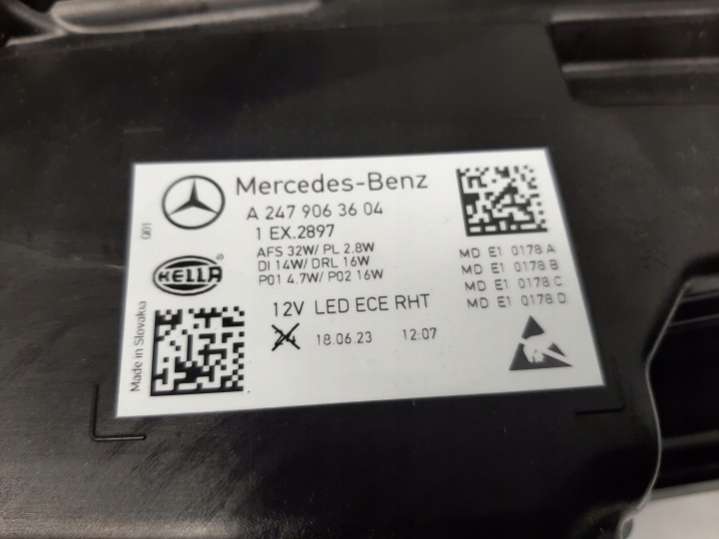 Mercedes-Benz
A 247 906 36 04
1 EX.2897
AFS 32W/ PL 2.8W
DI 14W/ DRL 16W
P01 4.7W/ P02 16W
HELLA ®
12V LED ECE RHT
24 18.06.23 12:07
MD E1 0178 A
MD E1 0178 B
MD E1 0178 C
MD E1 0178 D
Made in Slovakia
Q01